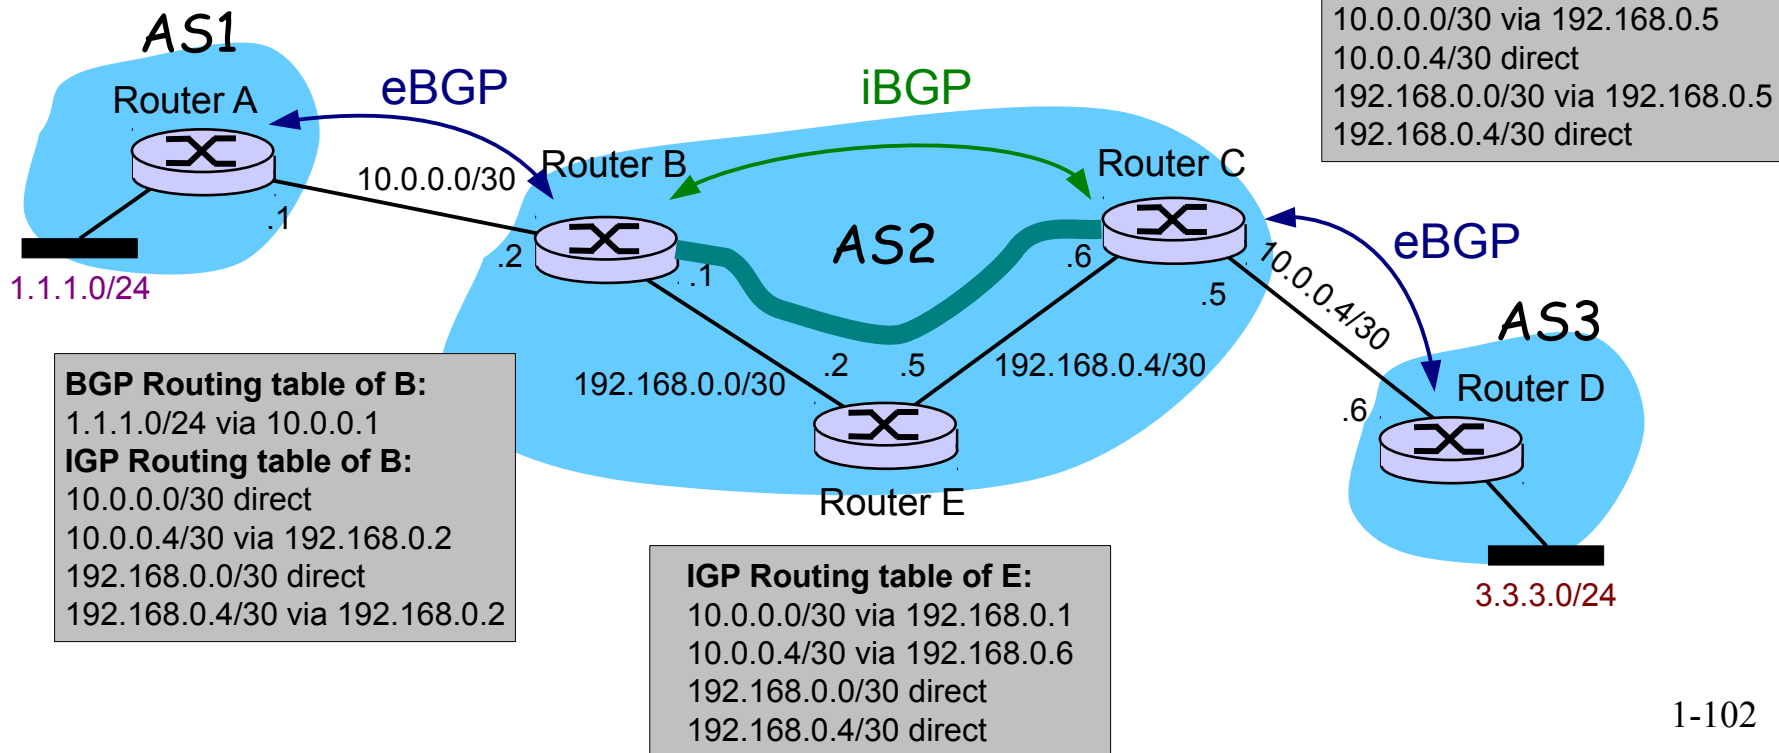 10.0.0.0/30 via 192.168.0.5
10.0.0.4/30 direct
192.168.0.0/30 via 192.168.0.5
192.168.0.4/30 direct
AS1
Router A
eBGP
iBGP
10.0.0.0/30
Router B
Router C
.1
.2
AS2
.1
.6
.5
10.0.0.4/30
eBGP
1.1.1.0/24
AS3
192.168.0.0/30
.2
.5
192.168.0.4/30
Router D
.6
Router E
3.3.3.0/24
BGP Routing table of B:
1.1.1.0/24 via 10.0.0.1
IGP Routing table of B:
10.0.0.0/30 direct
10.0.0.4/30 via 192.168.0.2
192.168.0.0/30 direct
192.168.0.4/30 via 192.168.0.2
IGP Routing table of E:
10.0.0.0/30 via 192.168.0.1
10.0.0.4/30 via 192.168.0.6
192.168.0.0/30 direct
192.168.0.4/30 direct
1-102